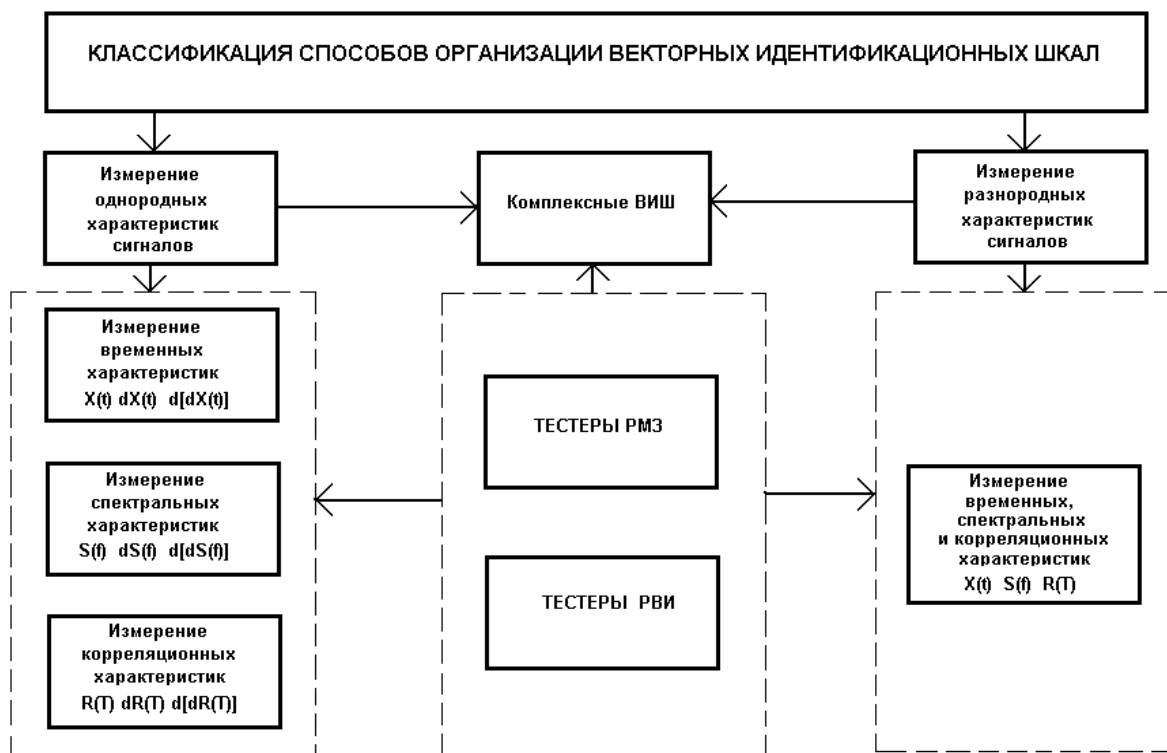 КЛАССИФИКАЦИЯ СПОСОБОВ ОРГАНИЗАЦИИ ВЕКТОРНЫХ ИДЕНТИФИКАЦИОННЫХ ШКАЛ
Измерение
однородных
характеристик
сигналов
Комплексные ВИШ
Измерение
разнородных
характеристик
сигналов
Измерение
временных
характеристик
X(t) dX(t) d[dX(t)]
Измерение
спектральных
характеристик
S(f) dS(f) d[dS(f)]
Измерение
корреляционных
характеристик
R(T) dR(T) d[dR(T)]
ТЕСТЕРЫ РМЗ
ТЕСТЕРЫ РВИ
Измерение
временных,
спектральных
и корреляционных
характеристик
X(t) S(f) R(T)